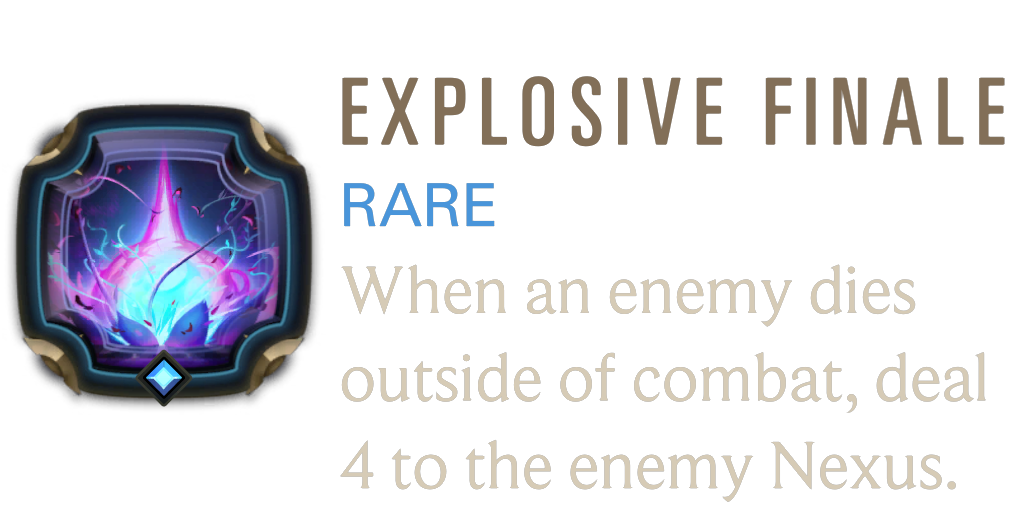 EXPLOSIVE FINALE
RARE
When an enemy dies
outside of combat, deal
4 to the enemy Nexus.